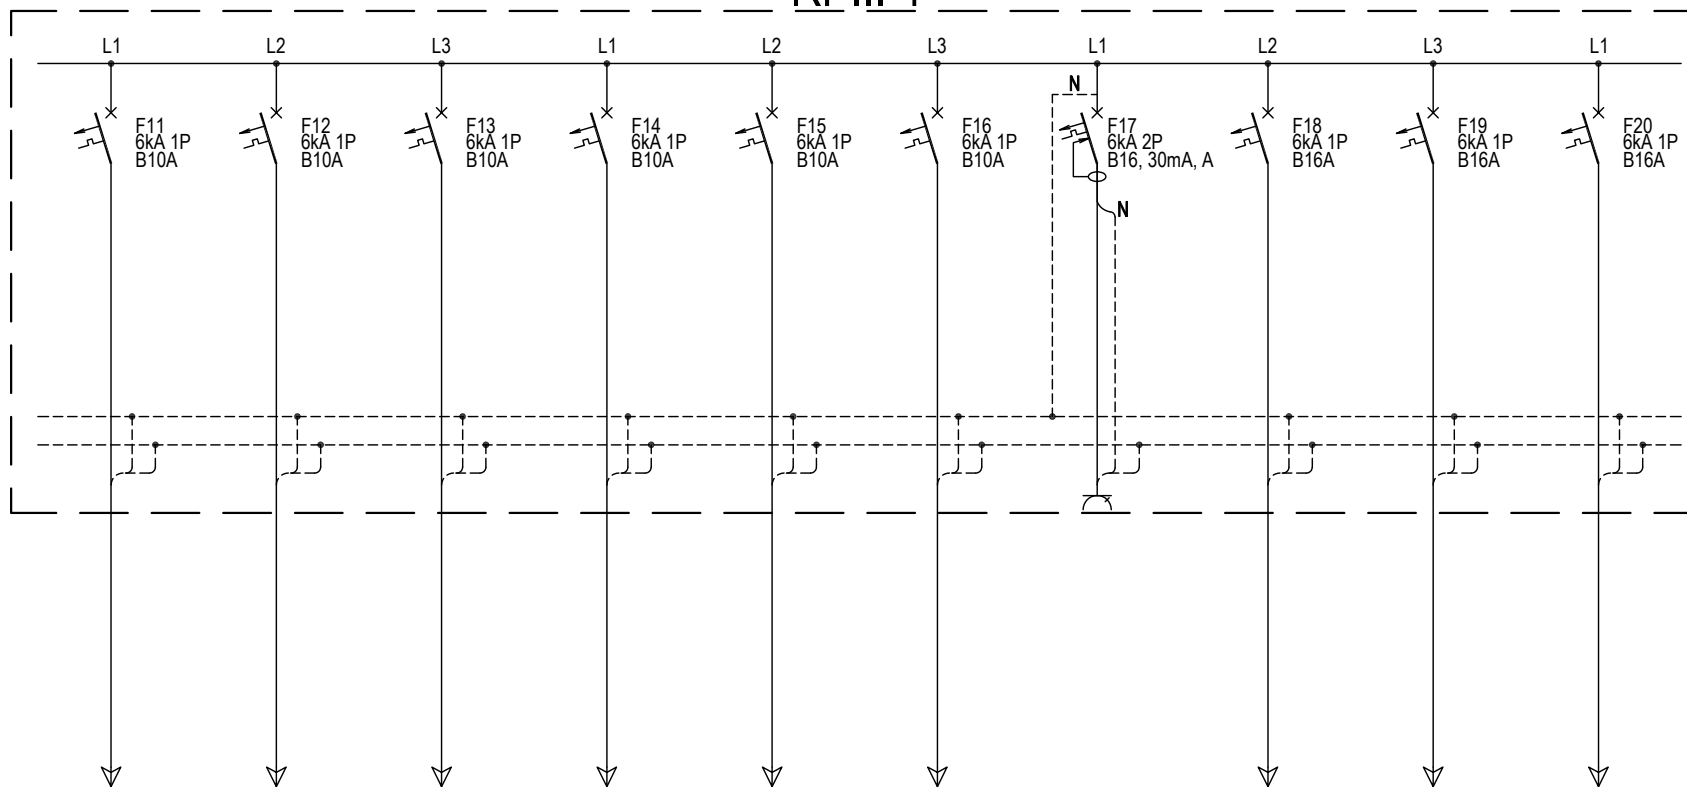 L1 L2 L3 L1 L2 L3 L1 L2 L3 L1
N
F11
6kA 1P
B10A
F12
6kA 1P
B10A
F13
6kA 1P
B10A
F14
6kA 1P
B10A
F15
6kA 1P
B10A
F16
6kA 1P
B10A
F17
6kA 2P
B16, 30mA, A
F18
6kA 1P
B16A
F19
6kA 1P
B16A
F20
6kA 1P
B16A
N